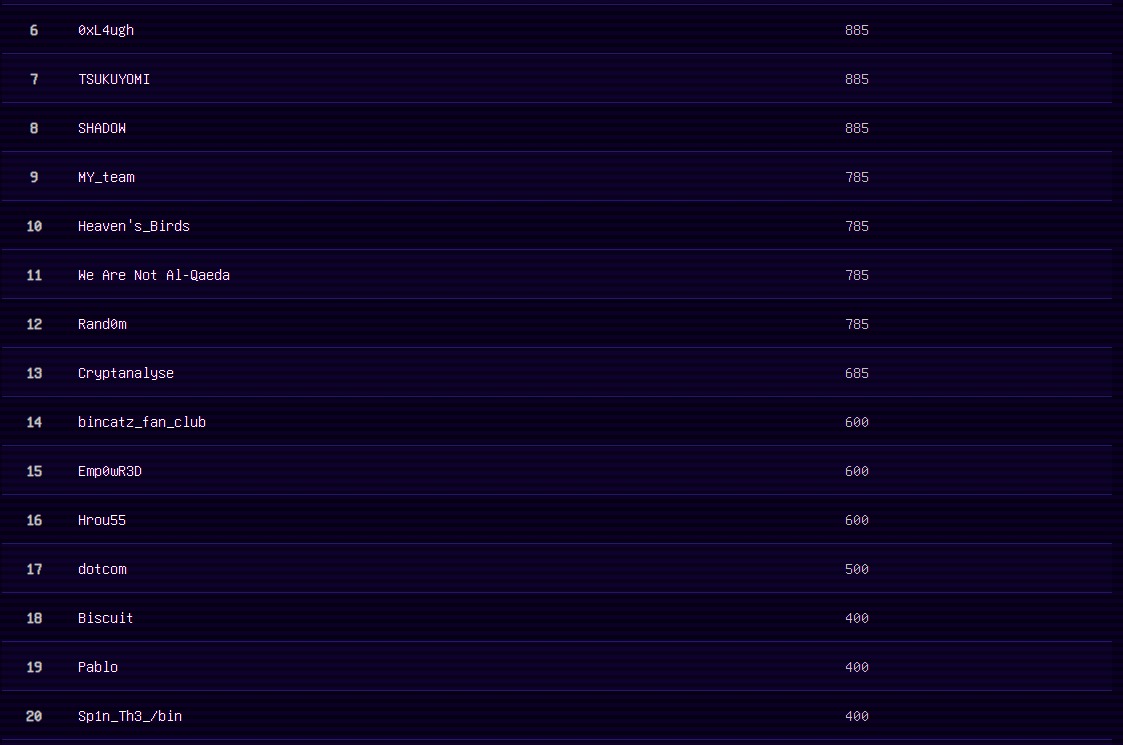 6 0xL4ugh 885
7 TSUKUYOMI 885
8 SHADOW 885
9 MY_team 785
10 Heaven's_Birds 785
11 We Are Not Al-Qaeda 785
12 Rand0m 785
13 Cryptanalyse 685
14 bincatz_fan_club 600
15 Emp0wR3D 600
16 Hrou55 600
17 dotcom 500
18 Biscuit 400
19 Pablo 400
20 Sp1n_Th3_/bin 400